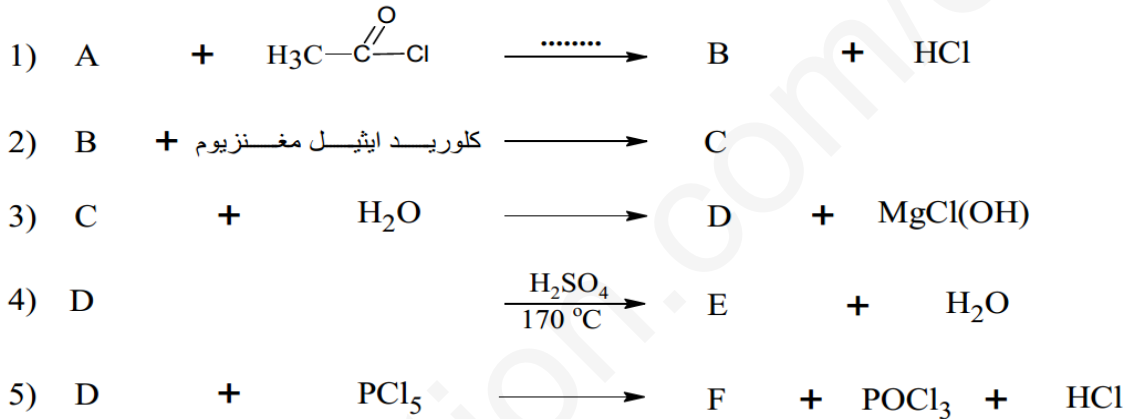 1) A + H3C—C(=O)—Cl ........ → B + HCl
2) B + كلوريد ايثيل مغنزيوم → C
3) C + H₂O → D + MgCl(OH)
4) D H₂SO₄ 170 °C → E + H₂O
5) D + PCl₅ → F + POCl₃ + HCl